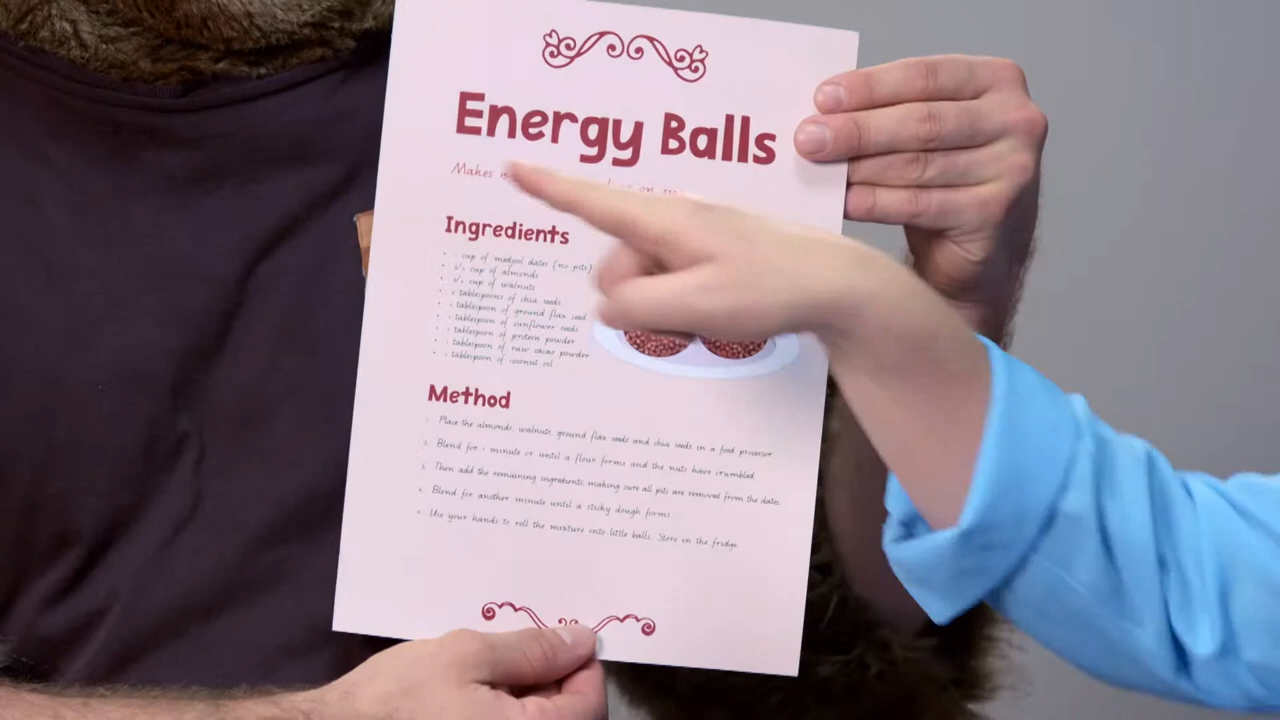 Energy Balls
Makes
Ingredients
cup of medjool dates (no pits)
cup of almonds
cup of walnuts
tablespoons of chia seeds
tablespoon of ground flax seed
tablespoon of sunflower seeds
tablespoon of protein powder
tablespoon of raw cacao powder
tablespoon of coconut oil
Method
Place the almonds, walnuts, ground flax seeds and chia seeds in a food processor
Blend for 1 minute or until a flour forms and the nuts have crumbled
Then add the remaining ingredients, making sure all pits are removed from the dates
Blend for another minute until a sticky dough forms
Use your hands to roll the mixture into little balls. Store in the fridge.